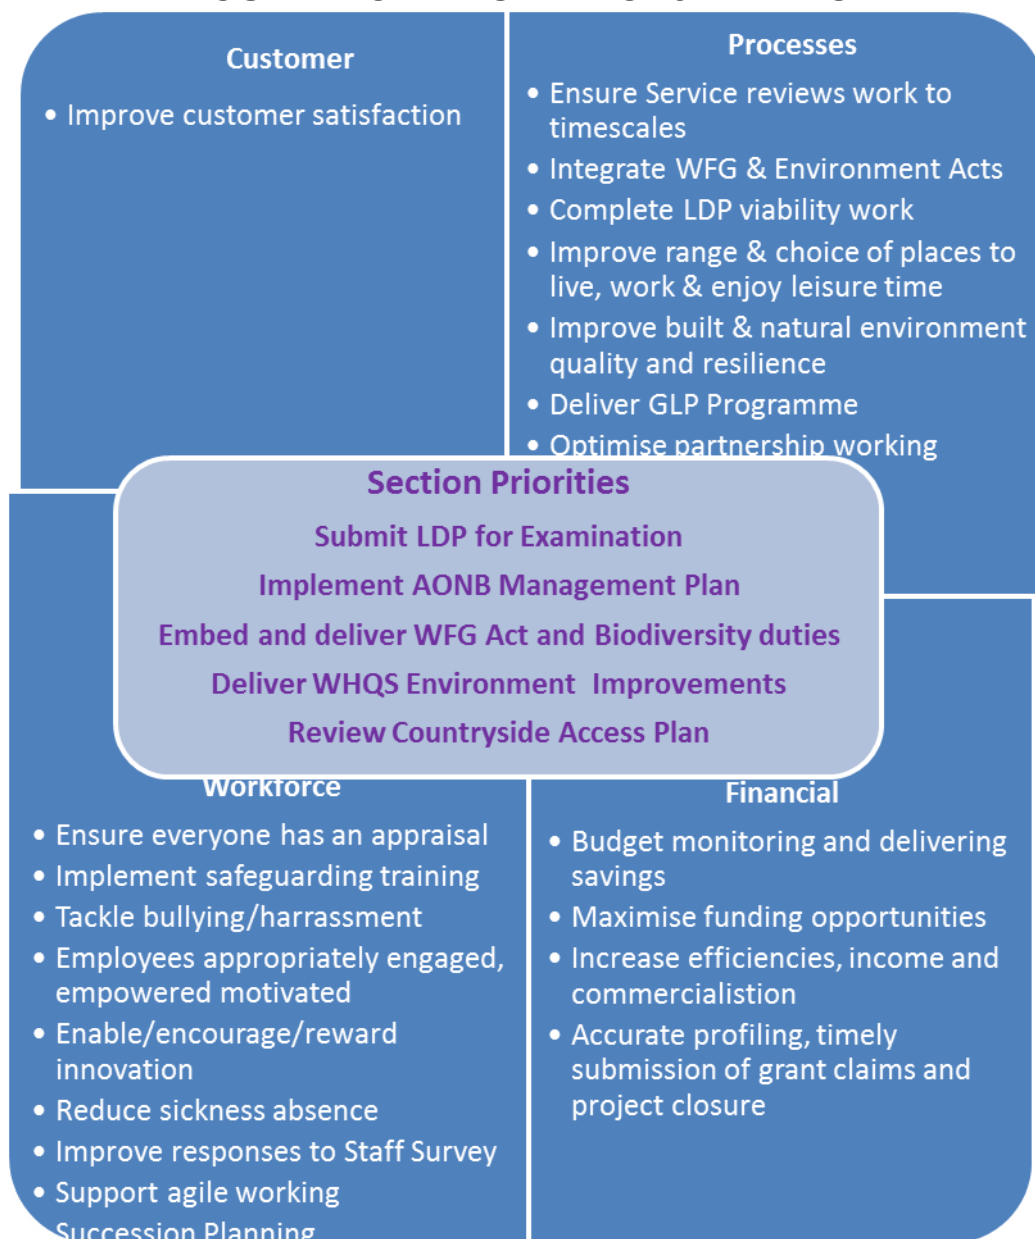 Customer
• Improve customer satisfaction
Processes
• Ensure Service reviews work to
timescales
• Integrate WFG & Environment Acts
• Complete LDP viability work
• Improve range & choice of places to
live, work & enjoy leisure time
• Improve built & natural environment
quality and resilience
• Deliver GLP Programme
• Optimise partnership working
Section Priorities
Submit LDP for Examination
Implement AONB Management Plan
Embed and deliver WFG Act and Biodiversity duties
Deliver WHQS Environment Improvements
Review Countryside Access Plan
Workforce
• Ensure everyone has an appraisal
• Implement safeguarding training
• Tackle bullying/harrassment
• Employees appropriately engaged,
empowered motivated
• Enable/encourage/reward
innovation
• Reduce sickness absence
• Improve responses to Staff Survey
• Support agile working
Succession Planning
Financial
• Budget monitoring and delivering
savings
• Maximise funding opportunities
• Increase efficiencies, income and
commercialistion
• Accurate profiling, timely
submission of grant claims and
project closure